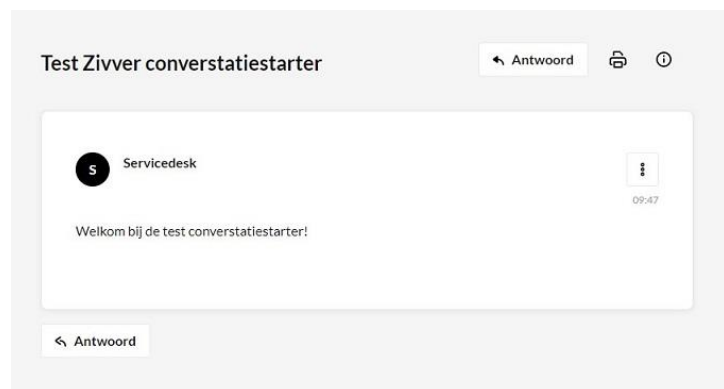 Test Zivver converstatiestarter
Antwoord
S
Servicedesk
09:47
Welkom bij de test converstatiestarter!
Antwoord